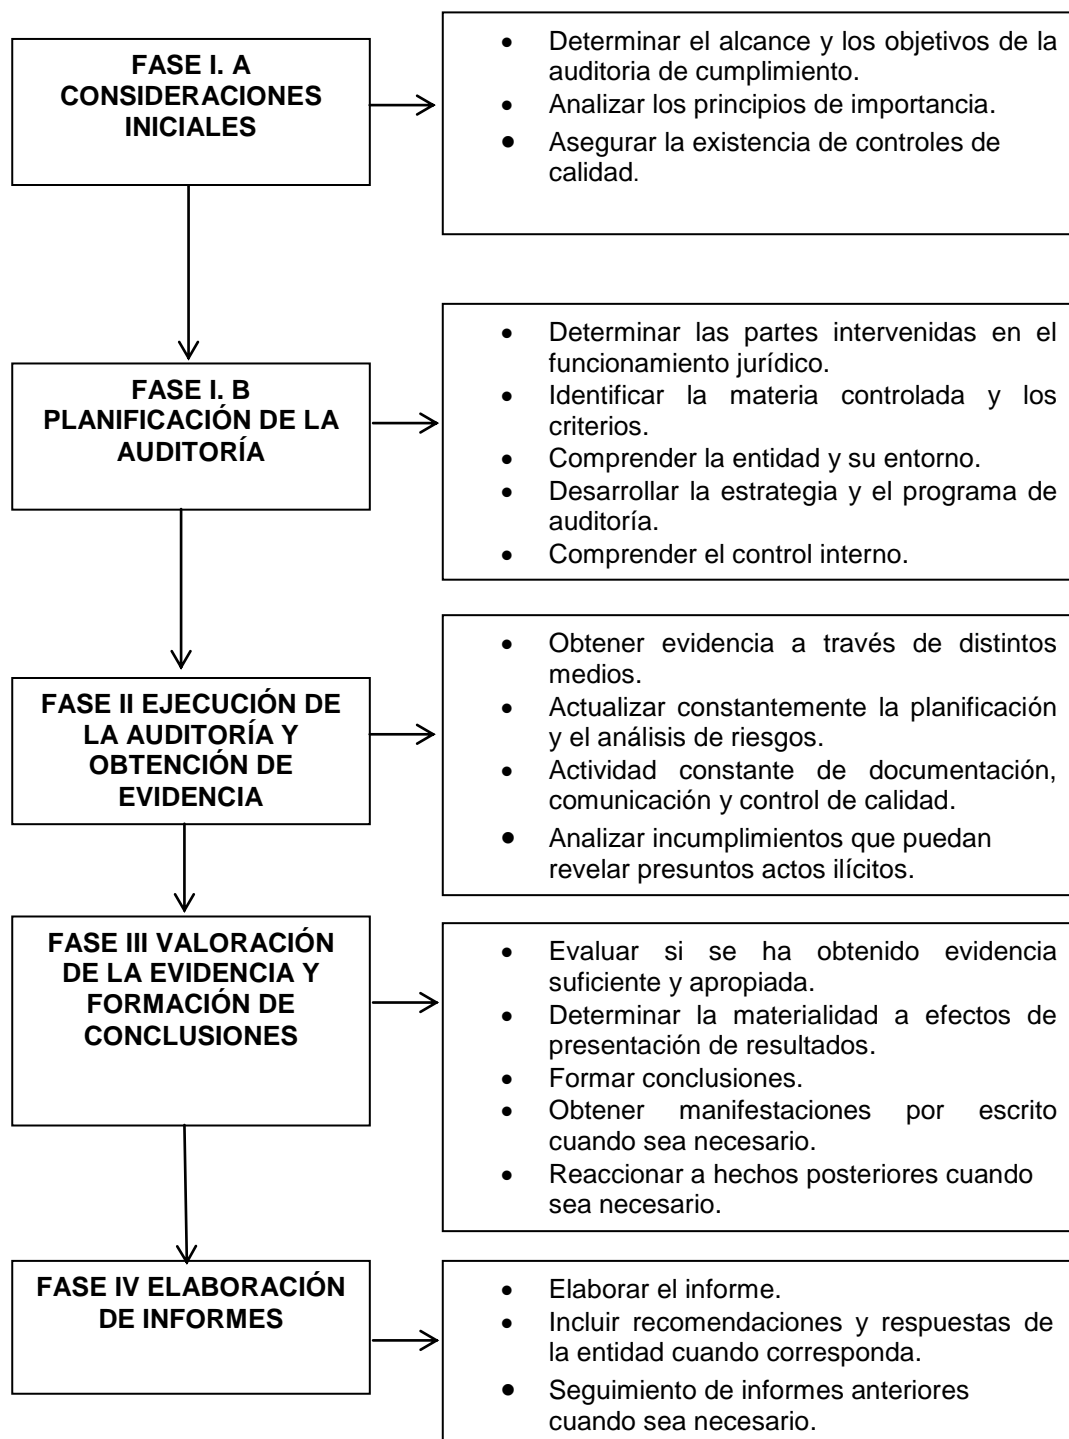 FASE I. A
CONSIDERACIONES
INICIALES
• Determinar el alcance y los objetivos de la
auditoria de cumplimiento.
• Analizar los principios de importancia.
• Asegurar la existencia de controles de
calidad.
FASE I. B
PLANIFICACIÓN DE LA
AUDITORÍA
• Determinar las partes intervenidas en el
funcionamiento jurídico.
• Identificar la materia controlada y los
criterios.
• Comprender la entidad y su entorno.
• Desarrollar la estrategia y el programa de
auditoría.
• Comprender el control interno.
FASE II EJECUCIÓN DE
LA AUDITORÍA Y
OBTENCIÓN DE
EVIDENCIA
• Obtener evidencia a través de distintos
medios.
• Actualizar constantemente la planificación
y el análisis de riesgos.
• Actividad constante de documentación,
comunicación y control de calidad.
• Analizar incumplimientos que puedan
revelar presuntos actos ilícitos.
FASE III VALORACIÓN
DE LA EVIDENCIA Y
FORMACIÓN DE
CONCLUSIONES
• Evaluar si se ha obtenido evidencia
suficiente y apropiada.
• Determinar la materialidad a efectos de
presentación de resultados.
• Formar conclusiones.
• Obtener manifestaciones por escrito
cuando sea necesario.
• Reaccionar a hechos posteriores cuando
sea necesario.
FASE IV ELABORACIÓN
DE INFORMES
• Elaborar el informe.
• Incluir recomendaciones y respuestas de
la entidad cuando corresponda.
• Seguimiento de informes anteriores
cuando sea necesario.